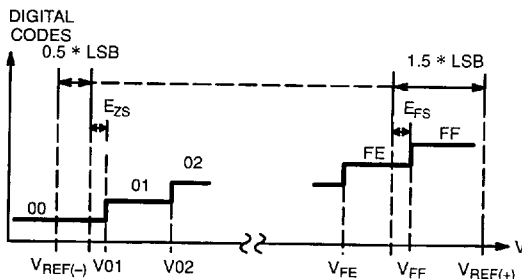 DIGITAL
CODES
0.5 * LSB
1.5 * LSB
E_ZS
E_FS
FF
FE
02
01
00
V_REF(−) V01 V02 V_FE V_FF V_REF(+)
V